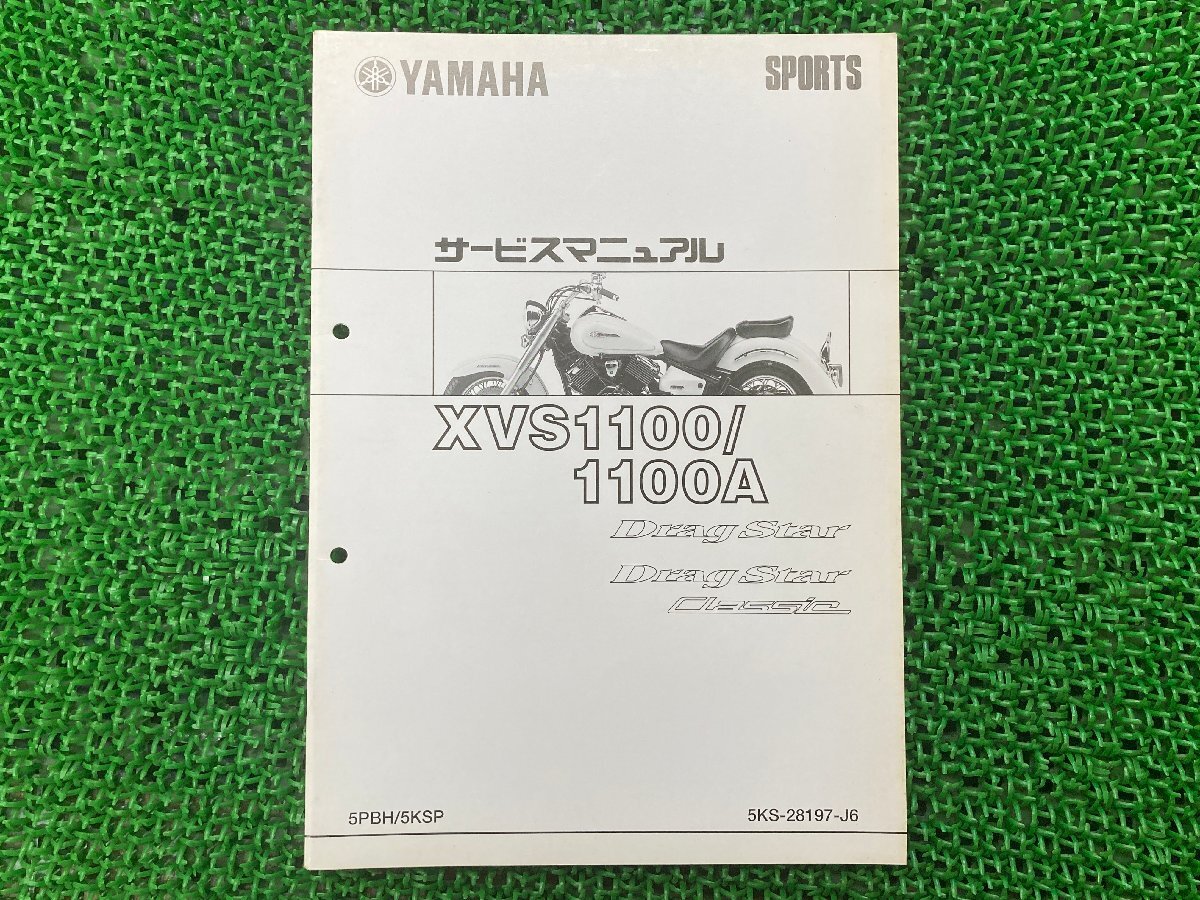 YAMAHA
SPORTS
サービスマニュアル
XVS1100/
1100A
Drag Star
Drag Star
Classic
5PBH/5KSP
5KS-28197-J6